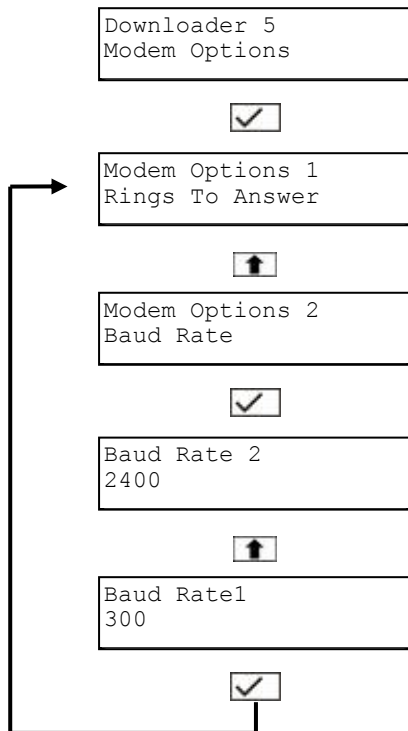 Downloader 5
Modem Options
Modem Options 1
Rings To Answer
Modem Options 2
Baud Rate
Baud Rate 2
2400
Baud Rate1
300